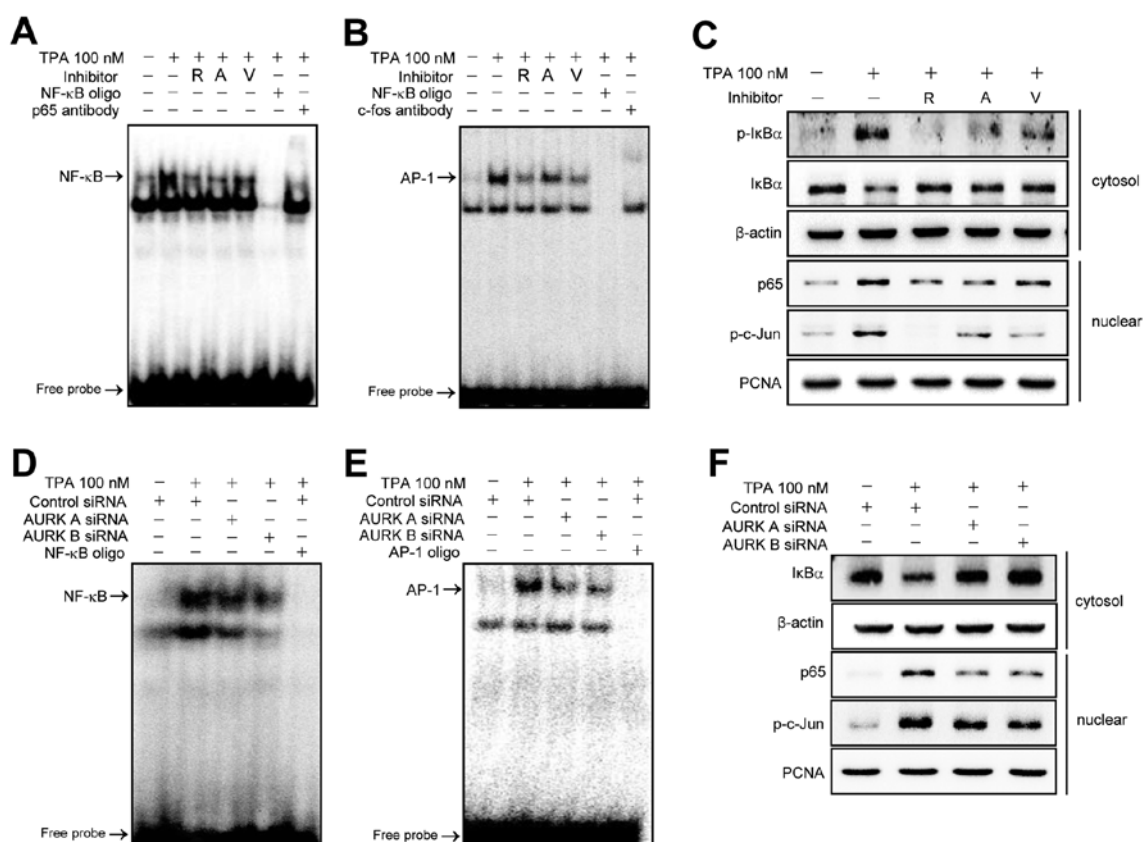 A
TPA 100 nM − + + + + + +
Inhibitor − − R A V − −
NF-κB oligo − − − − − + −
p65 antibody − − − − − − +
NF-κB→
Free probe→
B
TPA 100 nM − + + + + + +
Inhibitor − − R A V − −
NF-κB oligo − − − − − + −
c-fos antibody − − − − − − +
AP-1→
Free probe→
C
TPA 100 nM − + + + +
Inhibitor − − R A V
p-IκBα
IκBα
β-actin
cytosol
p65
p-c-Jun
PCNA
nuclear
D
TPA 100 nM − + + + +
Control siRNA + + − − +
AURK A siRNA − − + − −
AURK B siRNA − − − + −
NF-κB oligo − − − − +
NF-κB→
Free probe→
E
TPA 100 nM − + + + +
Control siRNA + + − − +
AURK A siRNA − − + − −
AURK B siRNA − − − + −
AP-1 oligo − − − − +
AP-1→
Free probe→
F
TPA 100 nM − + + +
Control siRNA + + − −
AURK A siRNA − − + −
AURK B siRNA − − − +
IκBα
β-actin
cytosol
p65
p-c-Jun
PCNA
nuclear